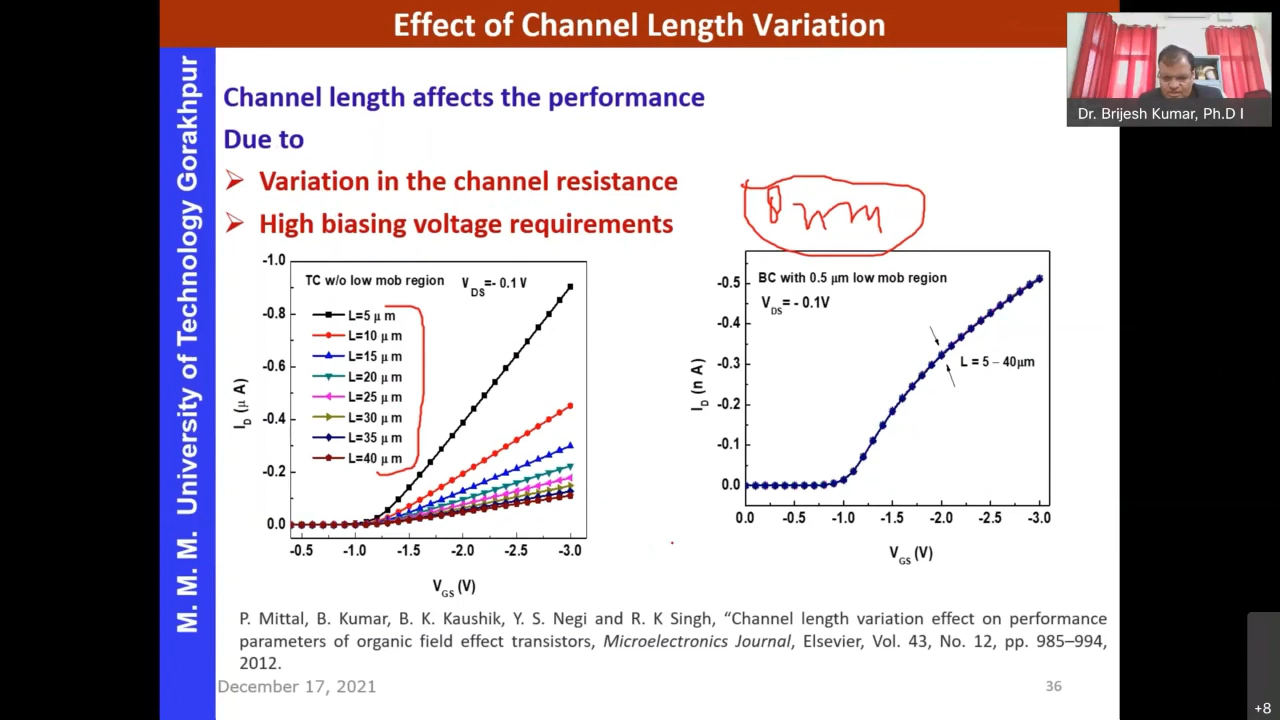 Effect of Channel Length Variation
Dr. Brijesh Kumar, Ph.D I
M. M. M. University of Technology Gorakhpur
Channel length affects the performance
Due to
➢ Variation in the channel resistance
➢ High biasing voltage requirements
-1.0
TC w/o low mob region
V_DS=- 0.1 V
L=5 μ m
L=10 μ m
L=15 μ m
L=20 μ m
L=25 μ m
L=30 μ m
L=35 μ m
L=40 μ m
-0.8
-0.6
-0.4
-0.2
0.0
I_D (μ A)
-0.5 -1.0 -1.5 -2.0 -2.5 -3.0
V_GS (V)
BC with 0.5 μm low mob region
V_DS= - 0.1V
L = 5 – 40μm
-0.5
-0.4
-0.3
-0.2
-0.1
0.0
I_D (n A)
0.0 -0.5 -1.0 -1.5 -2.0 -2.5 -3.0
V_GS (V)
P. Mittal, B. Kumar, B. K. Kaushik, Y. S. Negi and R. K Singh, “Channel length variation effect on performance
parameters of organic field effect transistors, Microelectronics Journal, Elsevier, Vol. 43, No. 12, pp. 985–994,
2012.
December 17, 2021
36
+8